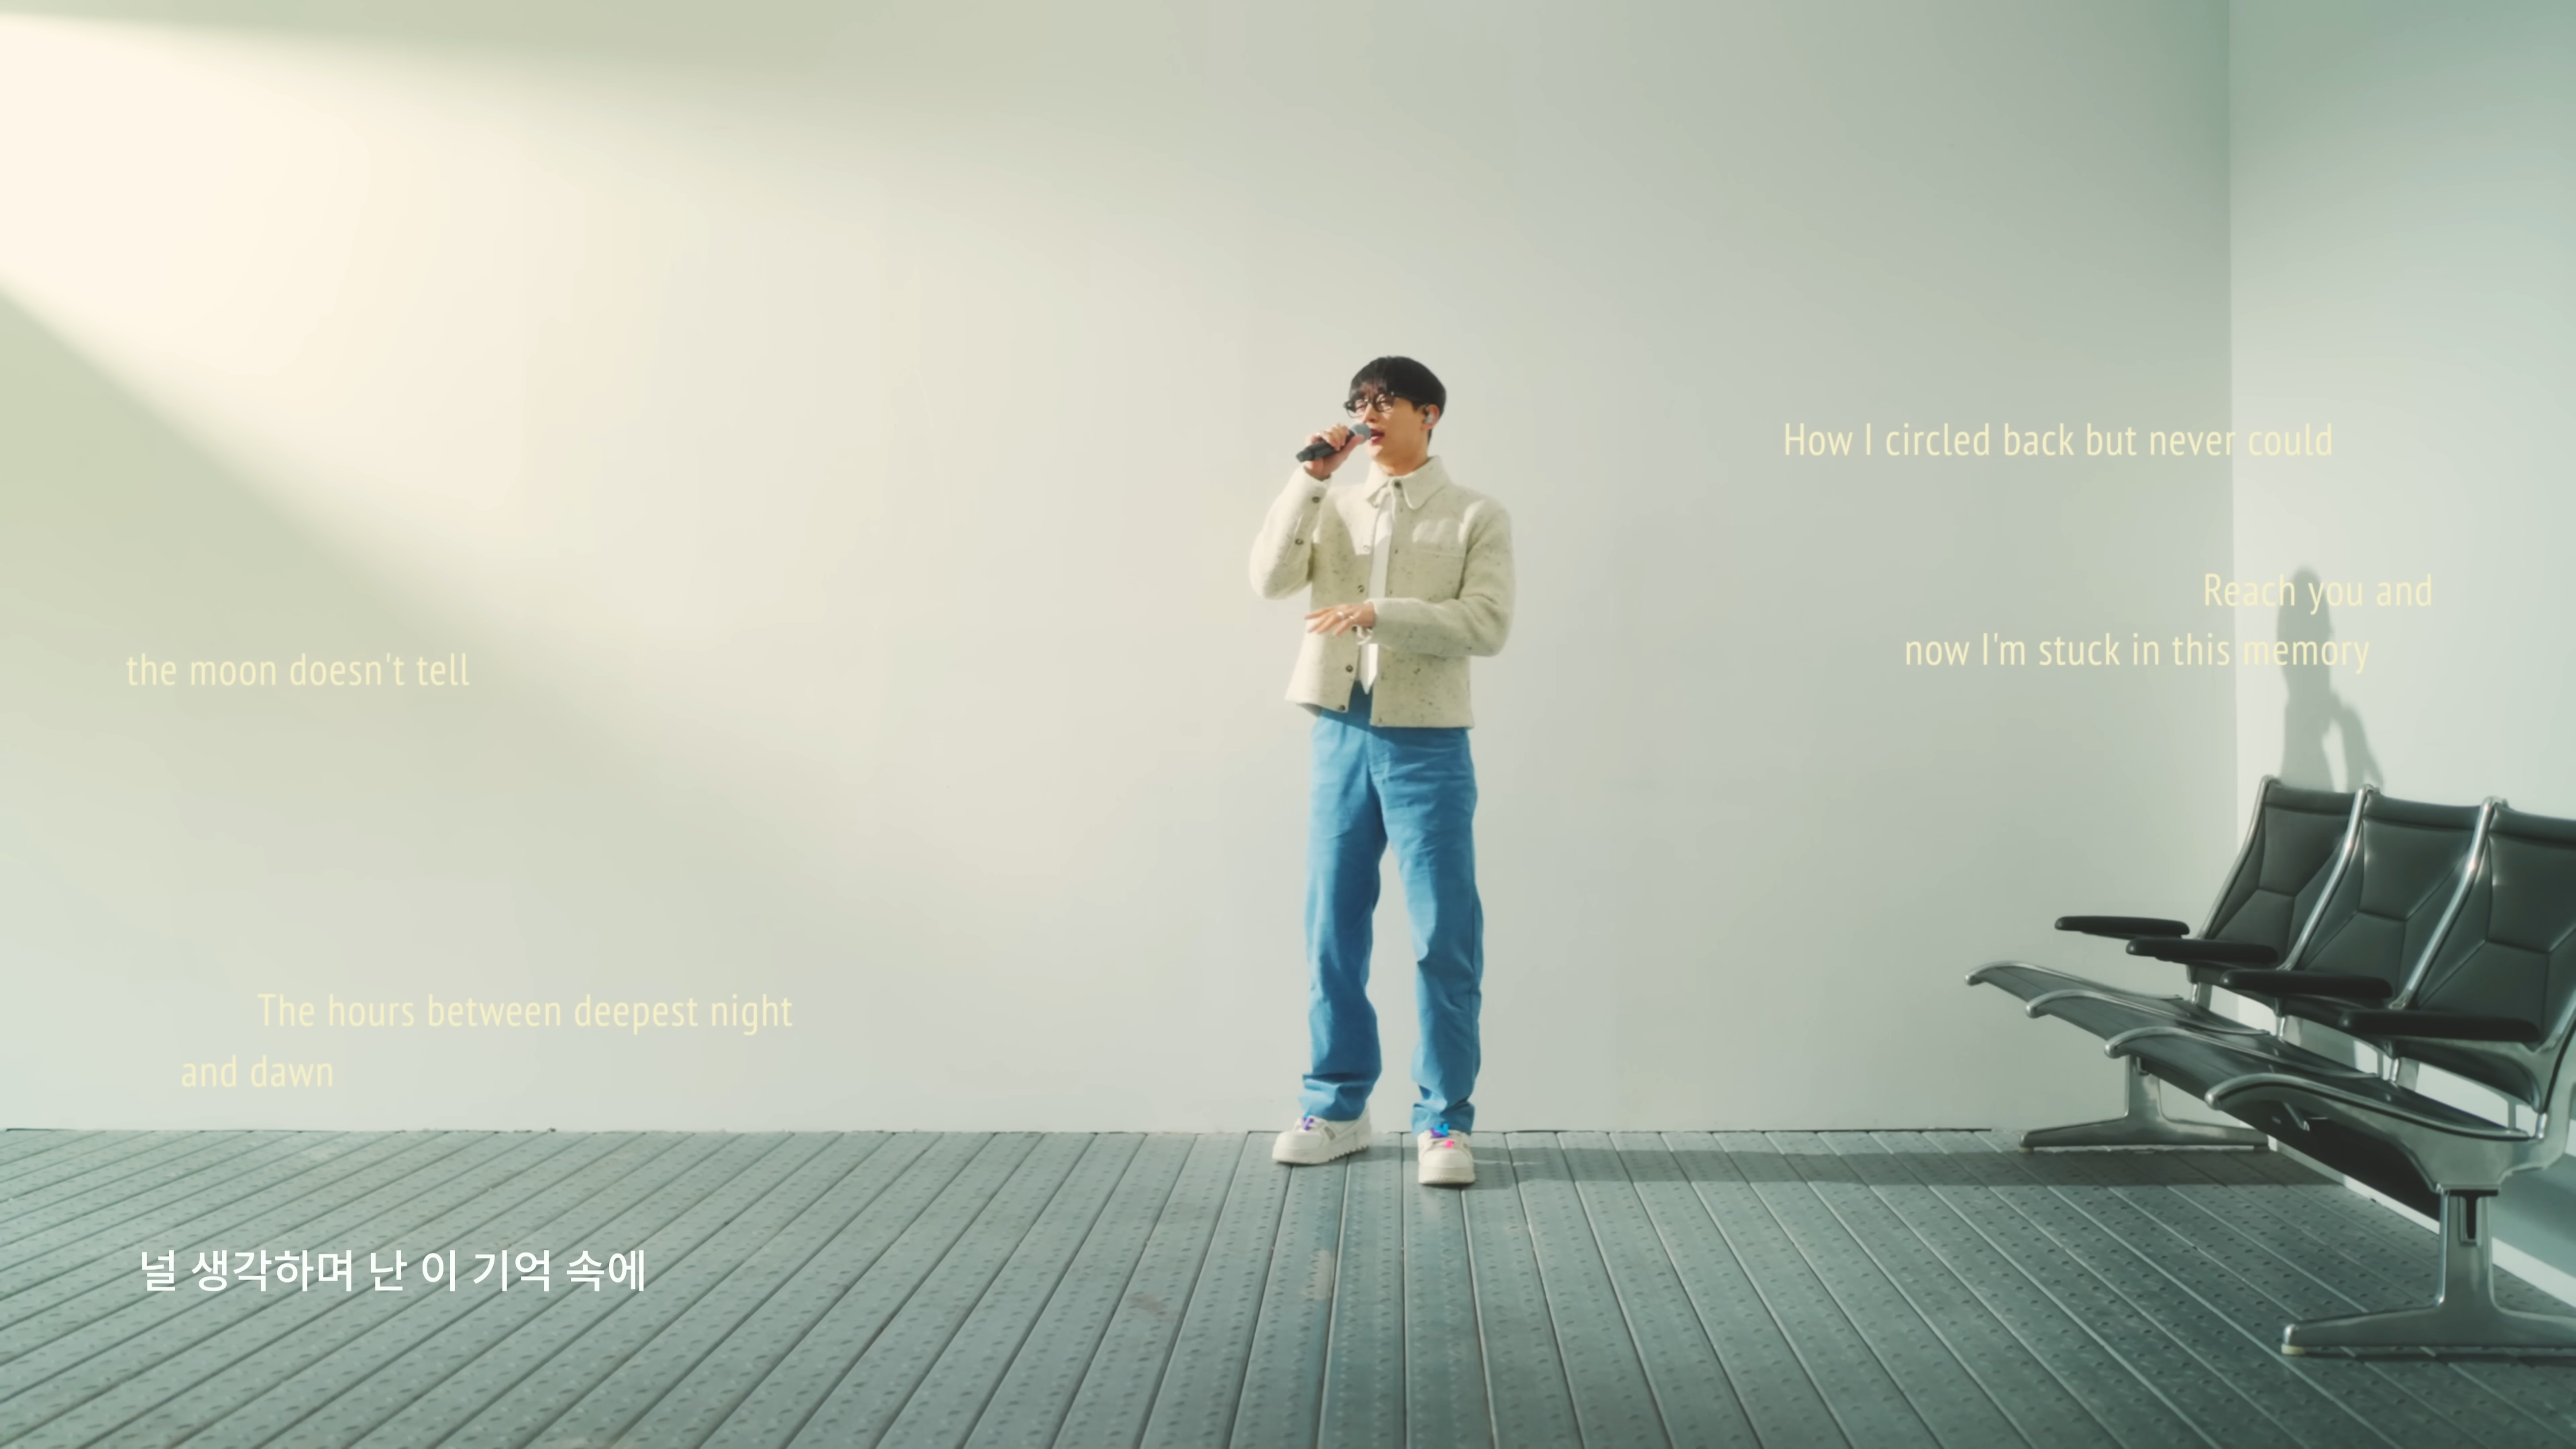 How I circled back but never could
Reach you and
now I'm stuck in this memory
the moon doesn't tell
The hours between deepest night
and dawn
널 생각하며 난 이 기억 속에